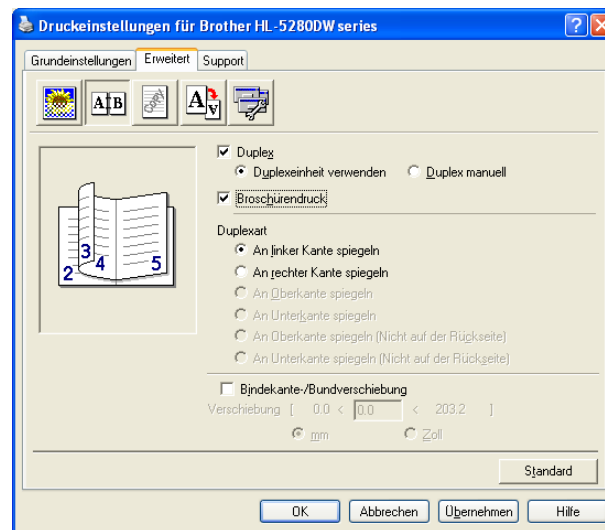 Druckeinstellungen für Brother HL-5280DW series
Grundeinstellungen Erweitert Support
A B
Copy
A A
Duplex
Duplexeinheit verwenden Duplex manuell
Broschürendruck
Duplexart
An linker Kante spiegeln
An rechter Kante spiegeln
An Oberkante spiegeln
An Unterkante spiegeln
An Oberkante spiegeln (Nicht auf der Rückseite)
An Unterkante spiegeln (Nicht auf der Rückseite)
2 3 4 5
Bindekante-/Bundverschiebung
Verschiebung [ 0.0 < 0.0 < 203.2 ]
mm Zoll
Standard
OK Abbrechen Übernehmen Hilfe